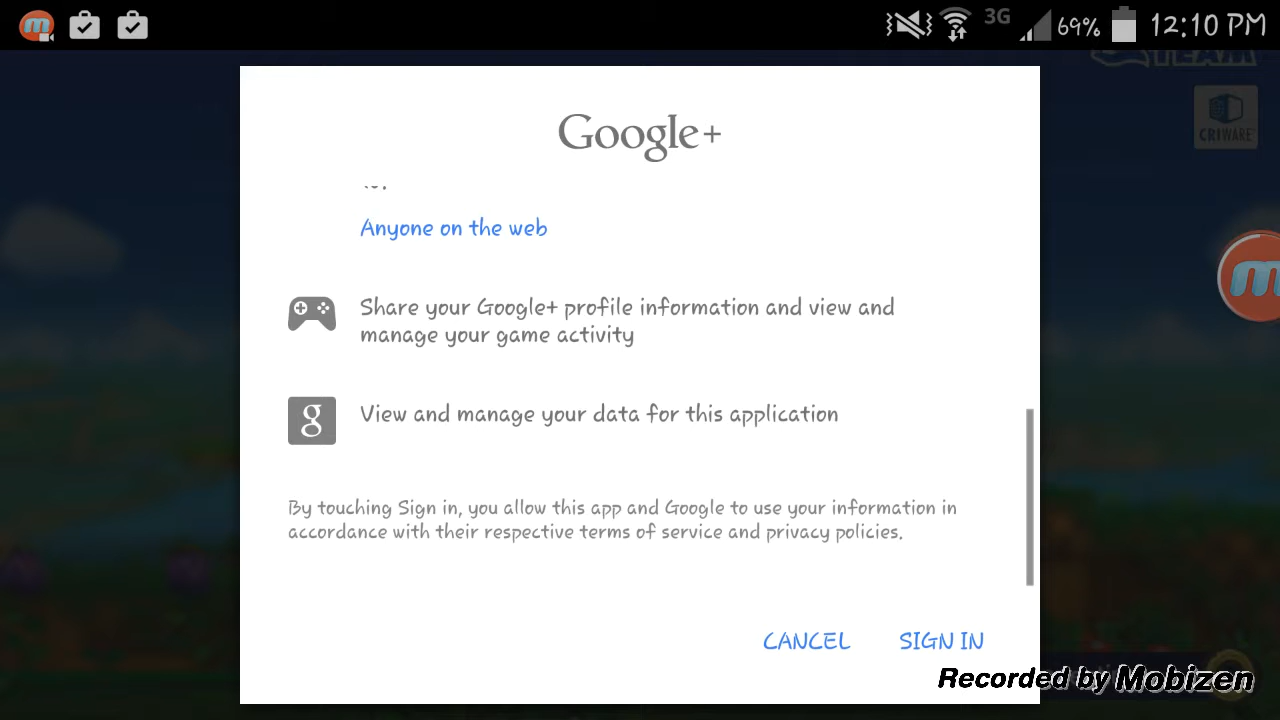 3G 69% 12:10 PM
TEAM
CRIWARE
Google+
Anyone on the web
Share your Google+ profile information and view and
manage your game activity
View and manage your data for this application
By touching Sign in, you allow this app and Google to use your information in
accordance with their respective terms of service and privacy policies.
CANCEL SIGN IN
Recorded by Mobizen